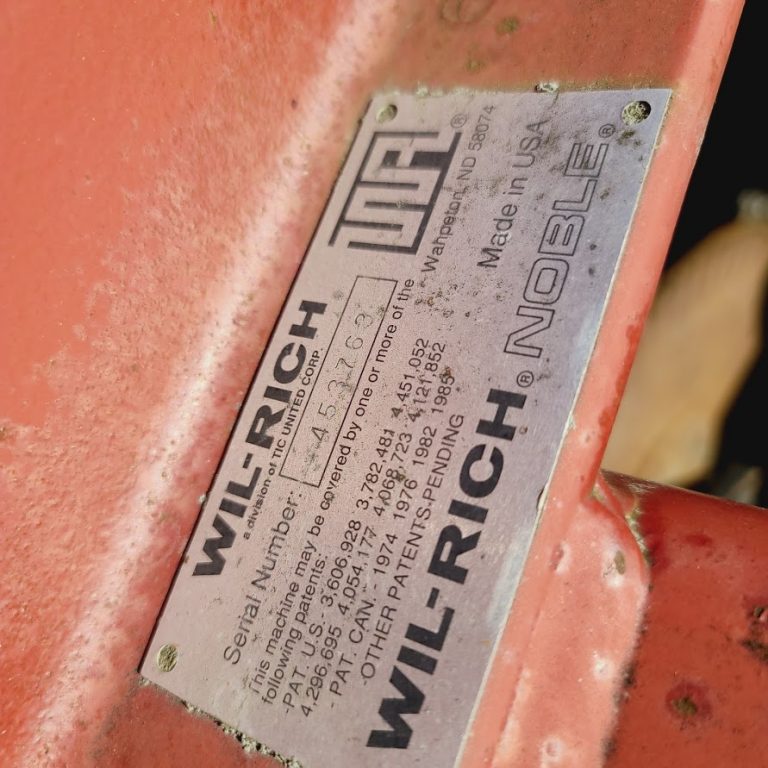 WIL-RICH
WR®
a division of TIC UNITED CORP.
Wahpeton, ND 58074
Serial Number: 453763
Made in USA
This machine may be covered by one or more of the
following patents:
-PAT. U.S.- 3,606,928 3,782,481 4,451,052
4,296,695 4,054,177 4,068,723 4,121,852
- PAT. CAN. - 1974 1976 1982 1985
-OTHER PATENTS-PENDING
WIL-RICH® NOBLE®